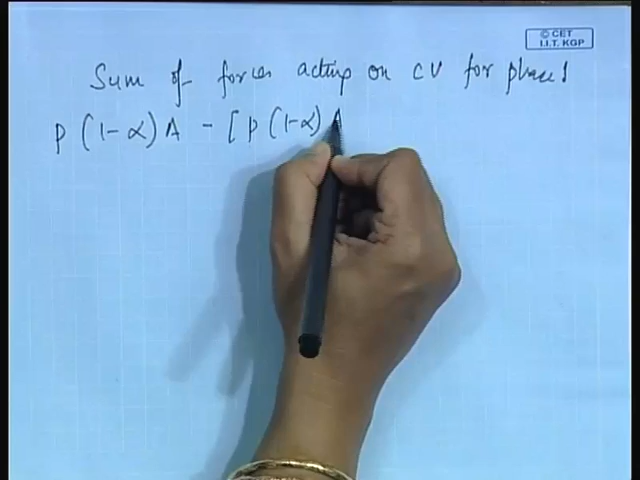 © CET
I.I.T. KGP
Sum of forces acting on CV for phase 1
p (1-α) A - [p (1-α) A